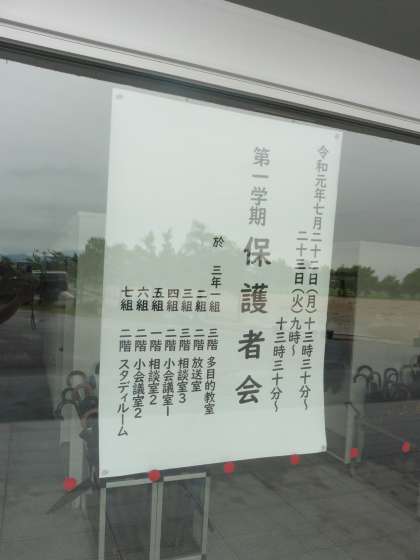 令和元年七月二十二日(月)十三時三十分~
二十三日(火)九時~
十三時三十分~
第一学期 保護者会
於 三年一組 三階 多目的教室
二組 二階 放送室
三組 三階 相談室3
四組 二階 小会議室1
五組 一階 相談室2
六組 二階 小会議室2
七組 二階 スタディルーム